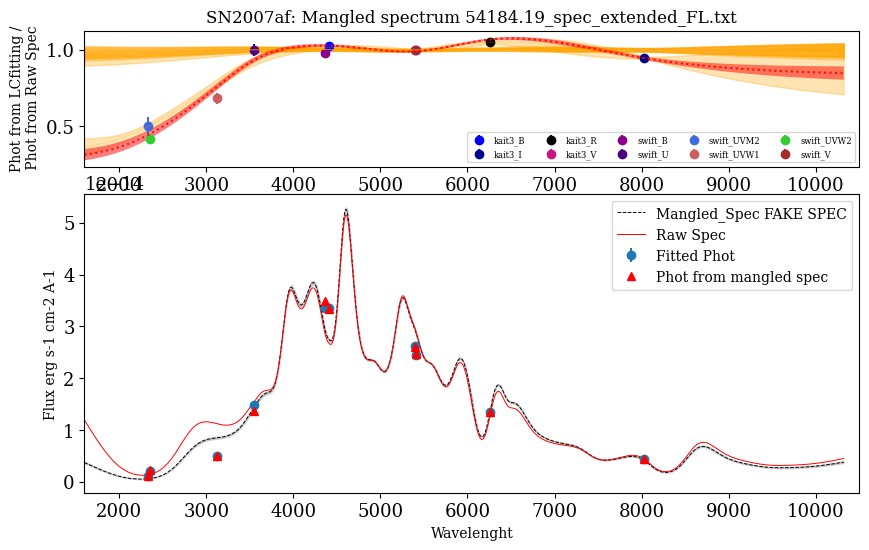 SN2007af: Mangled spectrum 54184.19_spec_extended_FL.txt
Phot from LCfitting /
Phot from Raw Spec
1.0
0.5
kait3_B kait3_R swift_B swift_UVM2 swift_UVW2
kait3_I kait3_V swift_U swift_UVW1 swift_V
2000 3000 4000 5000 6000 7000 8000 9000 10000
1e−14
Mangled_Spec FAKE SPEC
Raw Spec
Fitted Phot
Phot from mangled spec
Flux erg s-1 cm-2 A-1
5
4
3
2
1
0
2000 3000 4000 5000 6000 7000 8000 9000 10000
Wavelenght